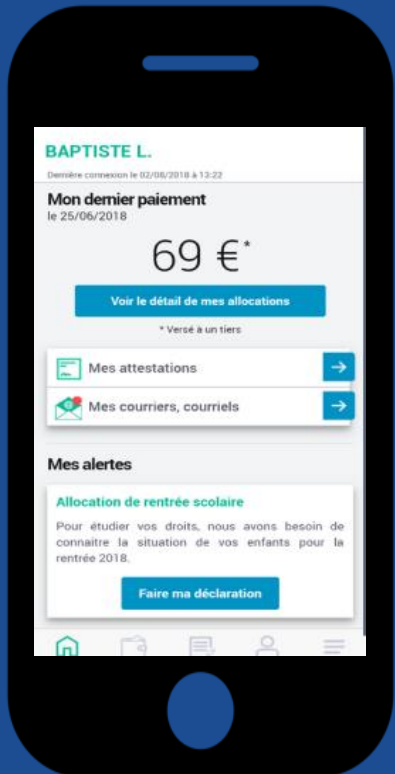 BAPTISTE L.
Dernière connexion le 02/08/2018 à 13:22
Mon dernier paiement
le 25/06/2018
69 €*
Voir le détail de mes allocations
* Versé à un tiers
Mes attestations
Mes courriers, courriels
Mes alertes
Allocation de rentrée scolaire
Pour étudier vos droits, nous avons besoin de
connaitre la situation de vos enfants pour la
rentrée 2018.
Faire ma déclaration